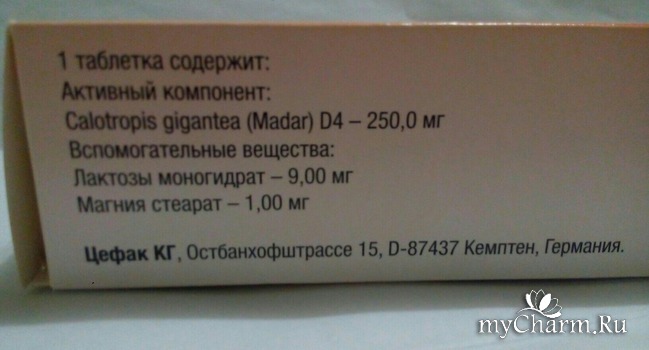 1 таблетка содержит:
Активный компонент:
Calotropis gigantea (Madar) D4 – 250,0 мг
Вспомогательные вещества:
Лактозы моногидрат – 9,00 мг
Магния стеарат – 1,00 мг
Цефак КГ, Остбанхофштрассе 15, D-87437 Кемптен, Германия.
myCharm.Ru